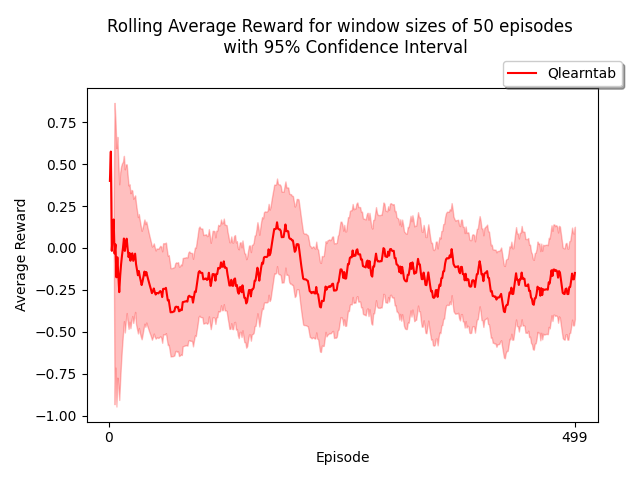 Rolling Average Reward for window sizes of 50 episodes
with 95% Confidence Interval
Qlearntab
0.75
0.50
0.25
0.00
−0.25
−0.50
−0.75
−1.00
Average Reward
0
499
Episode